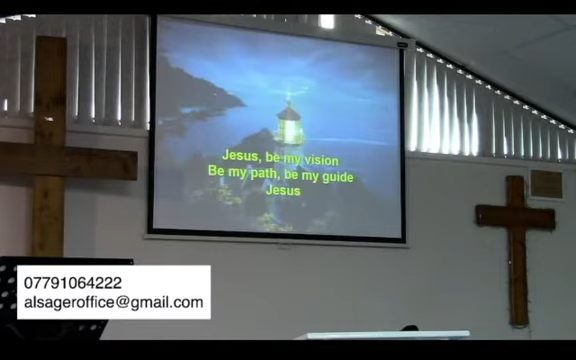 Jesus, be my vision
Be my path, be my guide
Jesus
07791064222
alsageroffice@gmail.com